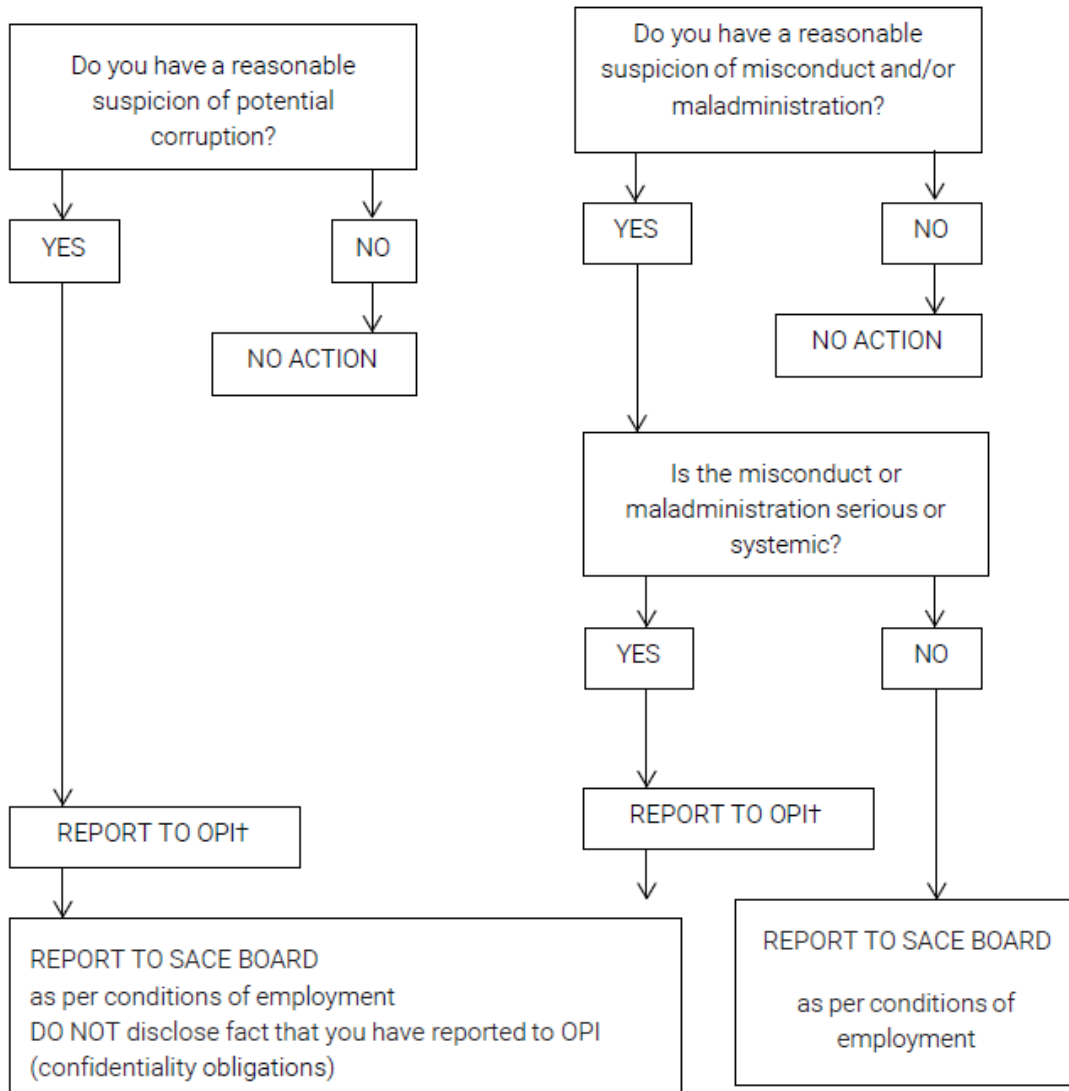 Do you have a reasonable
suspicion of potential
corruption?
YES
NO
NO ACTION
REPORT TO OPI†
Do you have a reasonable
suspicion of misconduct and/or
maladministration?
YES
NO
NO ACTION
Is the misconduct or
maladministration serious or
systemic?
YES
NO
REPORT TO OPI†
REPORT TO SACE BOARD
as per conditions of employment
DO NOT disclose fact that you have reported to OPI
(confidentiality obligations)
REPORT TO SACE BOARD
as per conditions of
employment